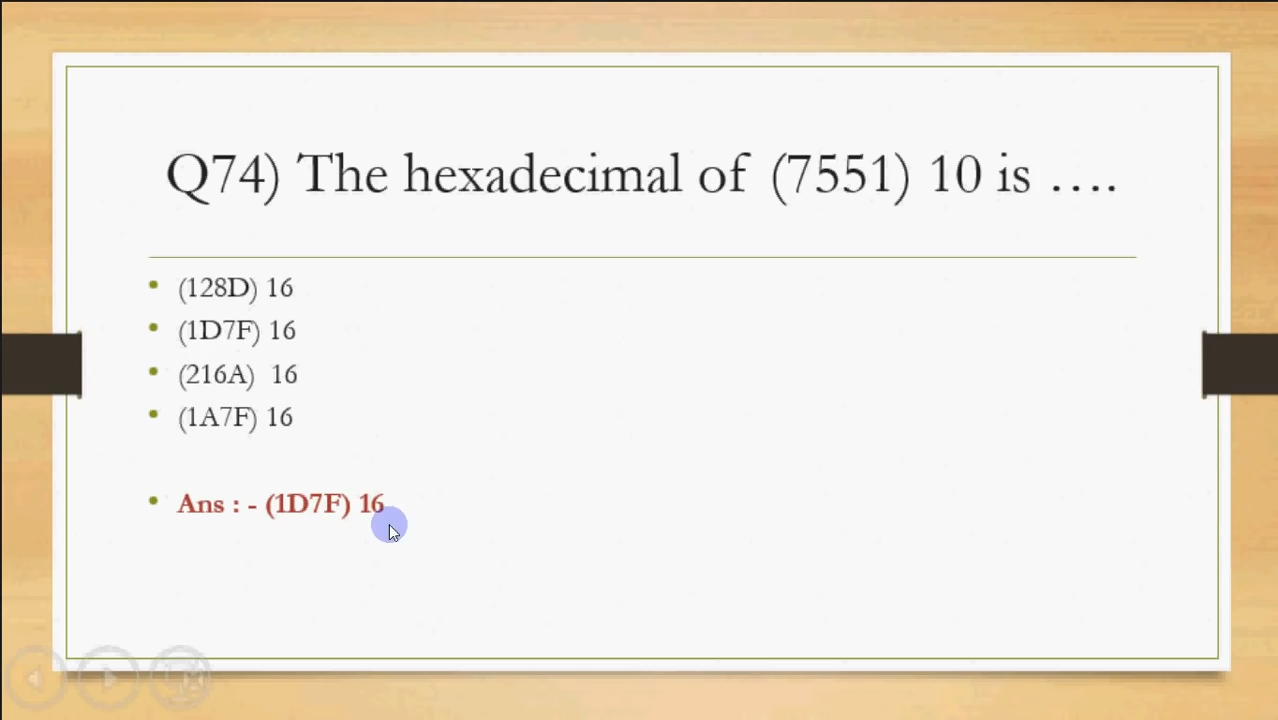 Q74) The hexadecimal of (7551) 10 is ….
• (128D) 16
• (1D7F) 16
• (216A) 16
• (1A7F) 16
• Ans : - (1D7F) 16